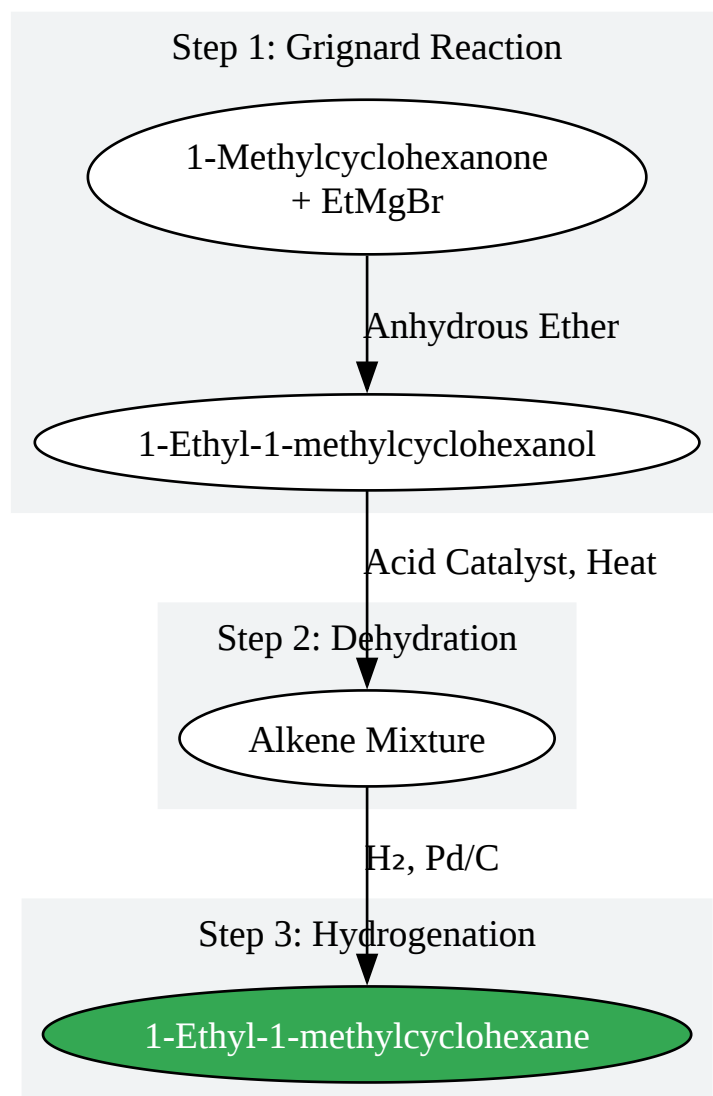 Step 1: Grignard Reaction
1-Methylcyclohexanone
+ EtMgBr
Anhydrous Ether
1-Ethyl-1-methylcyclohexanol
Acid Catalyst, Heat
Step 2: Dehydration
Alkene Mixture
H₂, Pd/C
Step 3: Hydrogenation
1-Ethyl-1-methylcyclohexane